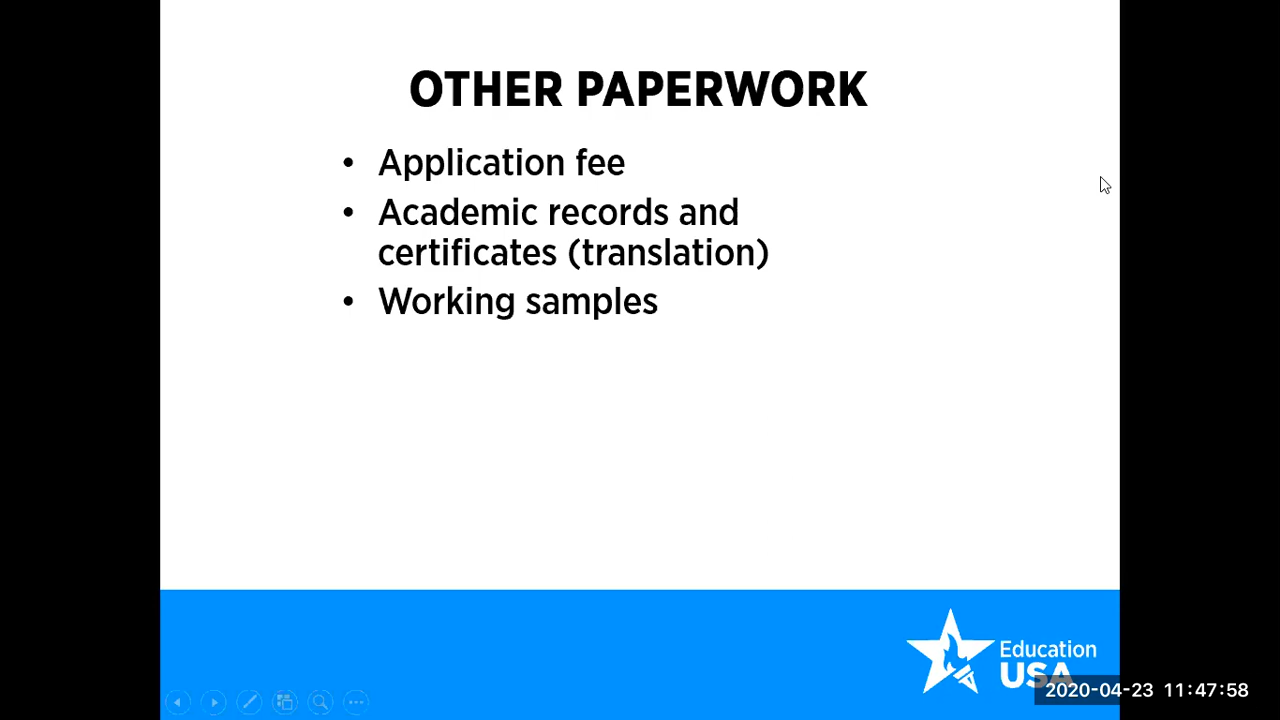 OTHER PAPERWORK
• Application fee
• Academic records and
certificates (translation)
• Working samples
Education
USA
2020-04-23 11:47:58